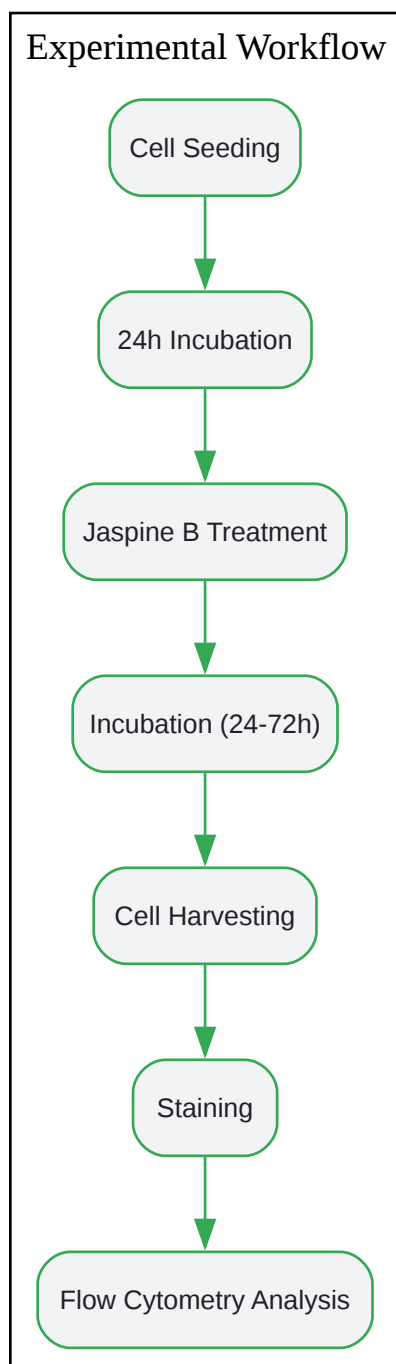 Experimental Workflow
Cell Seeding
24h Incubation
Jaspine B Treatment
Incubation (24-72h)
Cell Harvesting
Staining
Flow Cytometry Analysis